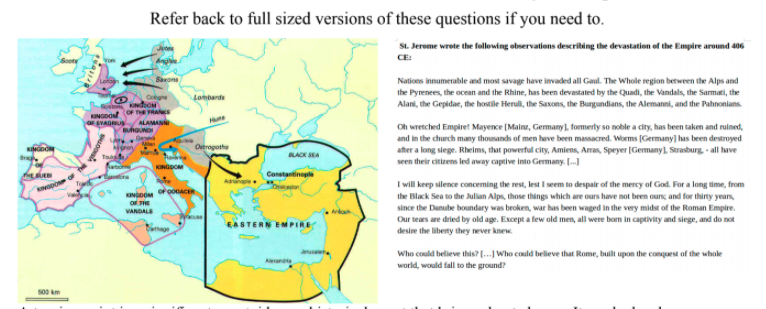 Refer back to full sized versions of these questions if you need to.
Scots
York
Jutes
Angles
Britons
London
Saxons
Cologne
Lombards
KINGDOM
OF THE FRANKS
KINGDOM
OF SYAGRIUS
ALAMANNI
BURGUNDI
Huns
Geneva
Milan
Aquileia
Ostrogoths
Ravenna
KINGDOM
OF
THE SUEBI
Braga
KINGDOM OF THE VISIGOTHS
Barcelona
Rome
KINGDOM
OF ODOACER
BLACK SEA
Constantinople
Adrianople
Chalcedon
KINGDOM
OF THE
VANDALS
Syracuse
Carthage
EASTERN EMPIRE
Antioch
Jerusalem
Alexandria
500 km
St. Jerome wrote the following observations describing the devastation of the Empire around 406
CE:
Nations innumerable and most savage have invaded all Gaul. The Whole region between the Alps and
the Pyrenees, the ocean and the Rhine, has been devastated by the Quadi, the Vandals, the Sarmati, the
Alani, the Gepidae, the hostile Heruli, the Saxons, the Burgundians, the Alemanni, and the Pahnonians.
Oh wretched Empire! Mayence [Mainz, Germany], formerly so noble a city, has been taken and ruined,
and in the church many thousands of men have been massacred. Worms [Germany] has been destroyed
after a long siege. Rheims, that powerful city, Amiens, Arras, Speyer [Germany], Strasburg, - all have
seen their citizens led away captive into Germany. [...]
I will keep silence concerning the rest, lest I seem to despair of the mercy of God. For a long time, from
the Black Sea to the Julian Alps, those things which are ours have not been ours; and for thirty years,
since the Danube boundary was broken, war has been waged in the very midst of the Roman Empire.
Our tears are dried by old age. Except a few old men, all were born in captivity and siege, and do not
desire the liberty they never knew.
Who could believe this? [...] Who could believe that Rome, built upon the conquest of the whole
world, would fall to the ground?